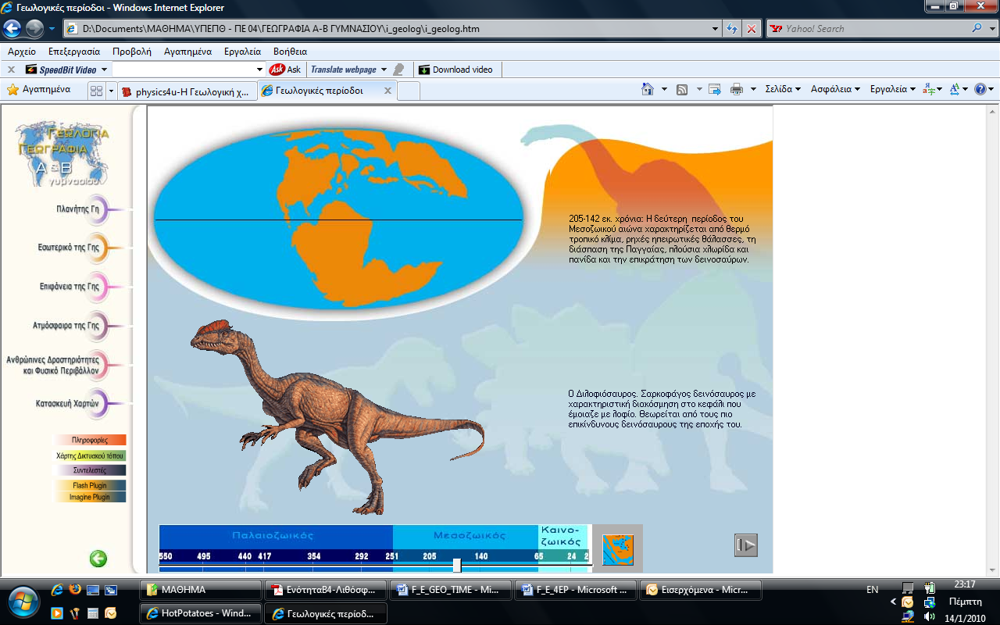 Γεωλογικές περίοδοι - Windows Internet Explorer
D:\Documents\ΜΑΘΗΜΑ\ΥΠΕΠΘ - ΠΕ 04\ΓΕΩΓΡΑΦΙΑ Α-Β ΓΥΜΝΑΣΙΟΥ\i_geolog\i_geolog.htm
Yahoo! Search
Αρχείο Επεξεργασία Προβολή Αγαπημένα Εργαλεία Βοήθεια
SpeedBit Video Ask Ask Translate webpage Download video
Αγαπημένα physics4u-Η Γεωλογική χ... Γεωλογικές περίοδοι Σελίδα Ασφάλεια Εργαλεία
ΓΕΩΛΟΓΙΑ
ΓΕΩΓΡΑΦΙΑ
Α & Β
γυμνασίου
Πλανήτης Γη
Εσωτερικό της Γης
Επιφάνεια της Γης
Ατμόσφαιρα της Γης
Ανθρώπινες Δραστηριότητες
και Φυσικό Περιβάλλον
Κατασκευή Χαρτών
Πληροφορίες
Χάρτης Δικτυακού τόπου
Συντελεστές
Flash Plugin
Imagine Plugin
205-142 εκ. χρόνια: Η δεύτερη περίοδος του
Μεσοζωικού αιώνα χαρακτηρίζεται από θερμό
τροπικό κλίμα, ρηχές ηπειρωτικές θάλασσες, τη
διάσπαση της Παγγαίας, πλούσια χλωρίδα και
πανίδα και την επικράτηση των δεινοσαύρων.
Ο Διλοφιόσαυρος. Σαρκοφάγος δεινόσαυρος με
χαρακτηριστική διακόσμηση στο κεφάλι που
έμοιαζε με λοφίο. Θεωρείται από τους πιο
επικίνδυνους δεινόσαυρους της εποχής του.
Παλαιοζωικός Μεσοζωικός Καινο-
ζωικός
550 495 440 417 354 292 251 205 140 65 24 2
ΜΑΘΗΜΑ ΕνότηταΒ4-Λιθόσφ... F_E_GEO_TIME - Mi... F_E_4EP - Microsoft ... Εισερχόμενα - Micr... EN 23:17
Πέμπτη
HotPotatoes - Wind... Γεωλογικές περίοδ... 14/1/2010